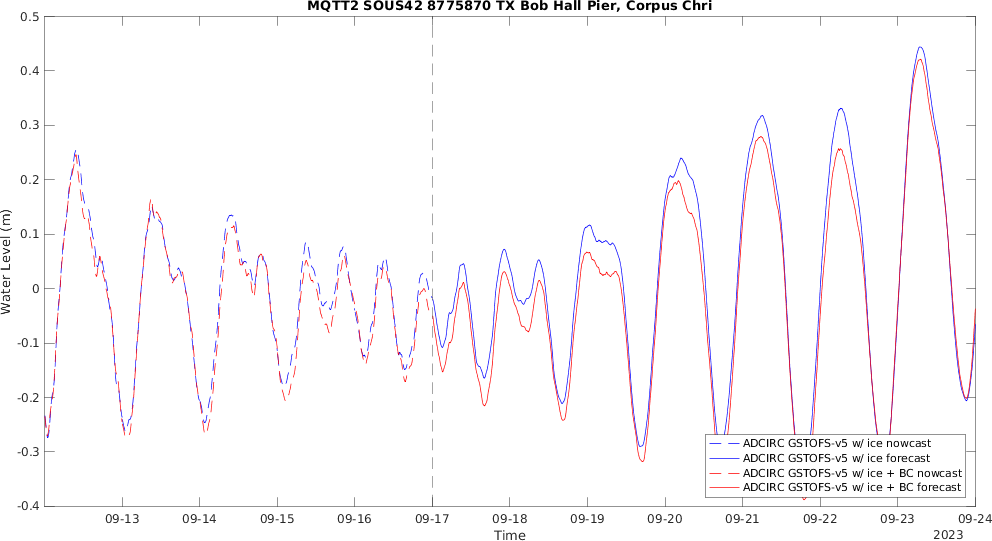 MQTT2 SOUS42 8775870 TX Bob Hall Pier, Corpus Chri
0.5
0.4
0.3
0.2
0.1
0
-0.1
-0.2
-0.3
-0.4
Water Level (m)
ADCIRC GSTOFS-v5 w/ ice nowcast
ADCIRC GSTOFS-v5 w/ ice forecast
ADCIRC GSTOFS-v5 w/ ice + BC nowcast
ADCIRC GSTOFS-v5 w/ ice + BC forecast
09-13 09-14 09-15 09-16 09-17 09-18 09-19 09-20 09-21 09-22 09-23 09-24
Time
2023